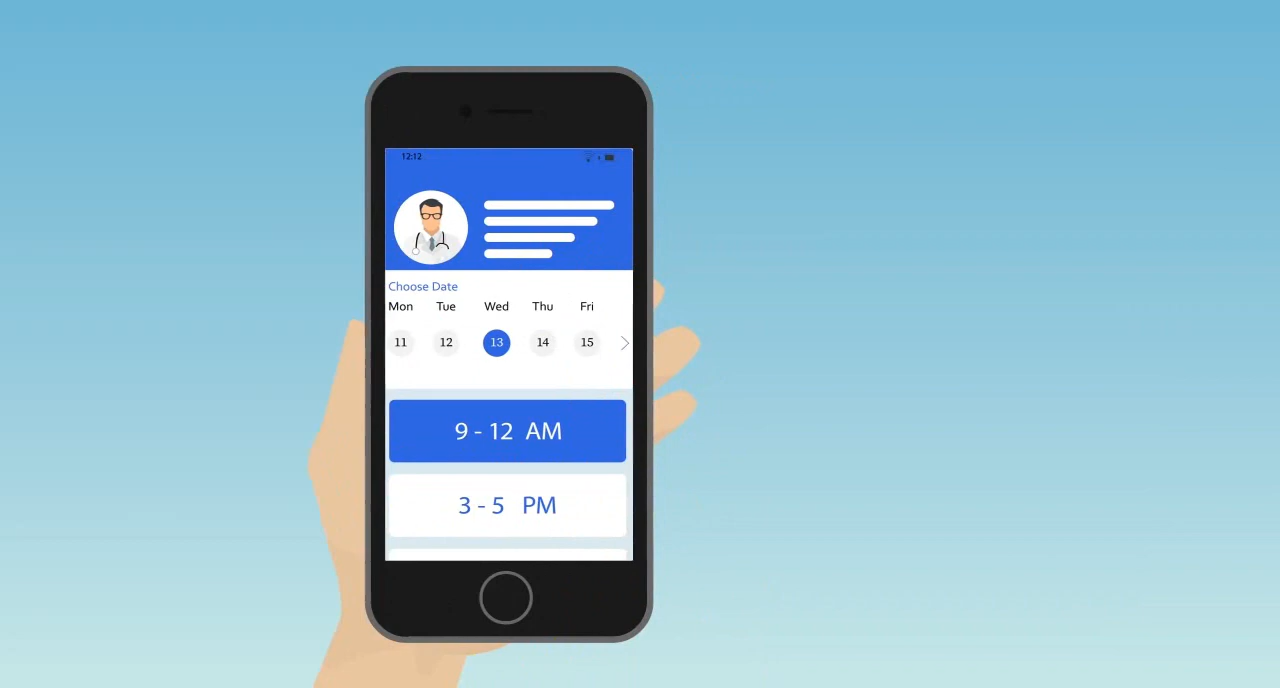 12:12
Choose Date
Mon Tue Wed Thu Fri
11 12 13 14 15
9 - 12 AM
3 - 5 PM